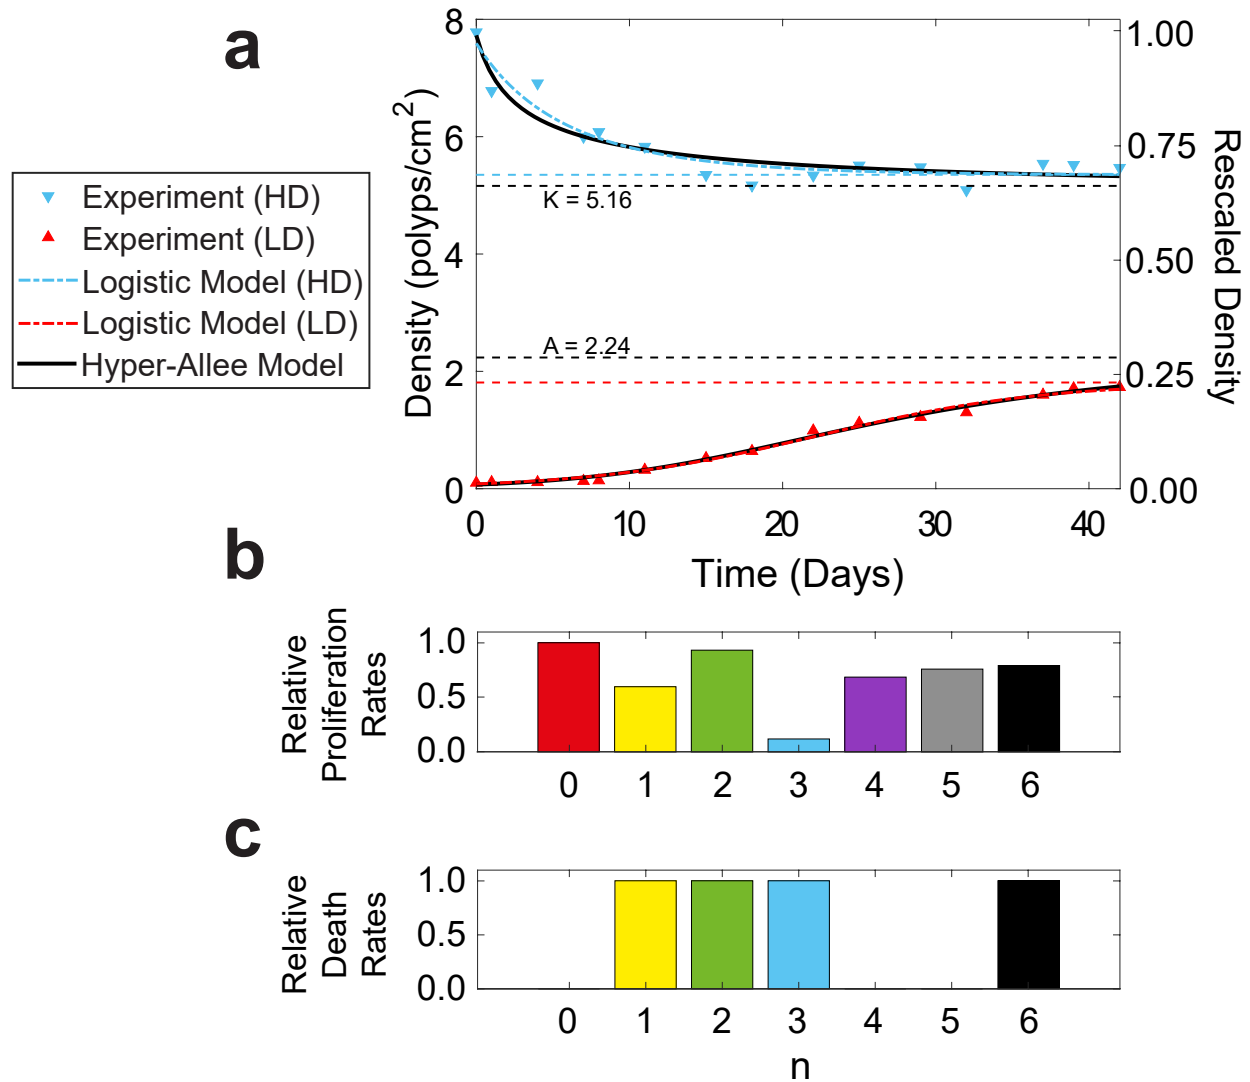 a
Experiment (HD)
Experiment (LD)
Logistic Model (HD)
Logistic Model (LD)
Hyper-Allee Model
Density (polyps/cm²)
8
6
4
2
0
K = 5.16
A = 2.24
1.00
0.75
0.50
0.25
0.00
Rescaled Density
0 10 20 30 40
Time (Days)
b
Relative
Proliferation
Rates
1.0
0.5
0.0
0 1 2 3 4 5 6
c
Relative
Death
Rates
1.0
0.5
0.0
0 1 2 3 4 5 6
n